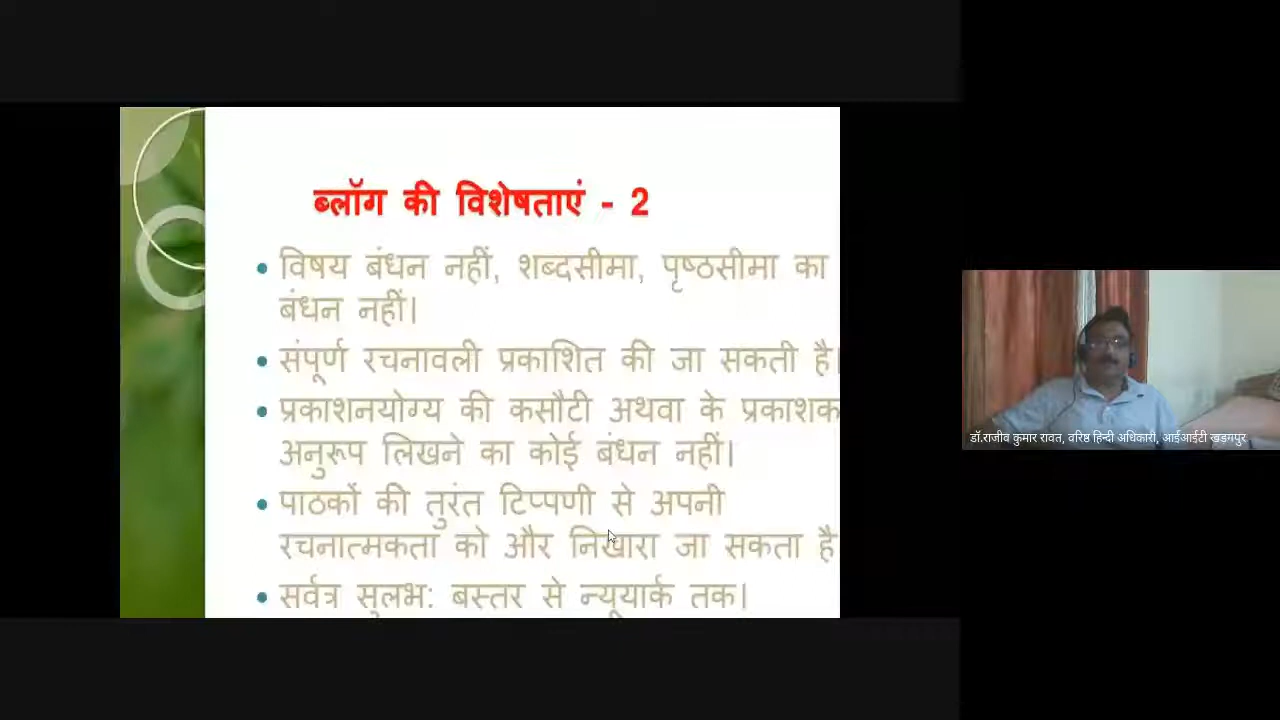 ब्लॉग की विशेषताएं - 2
• विषय बंधन नहीं, शब्दसीमा, पृष्ठसीमा का
बंधन नहीं।
• संपूर्ण रचनावली प्रकाशित की जा सकती है।
• प्रकाशनयोग्य की कसौटी अथवा के प्रकाशक
अनुरूप लिखने का कोई बंधन नहीं।
• पाठकों की तुरंत टिप्पणी से अपनी
रचनात्मकता को और निखारा जा सकता है
• सर्वत्र सुलभ: बस्तर से न्यूयार्क तक।
डॉ.राजीव कुमार रावत, वरिष्ठ हिन्दी अधिकारी, आईआईटी खड़गपुर